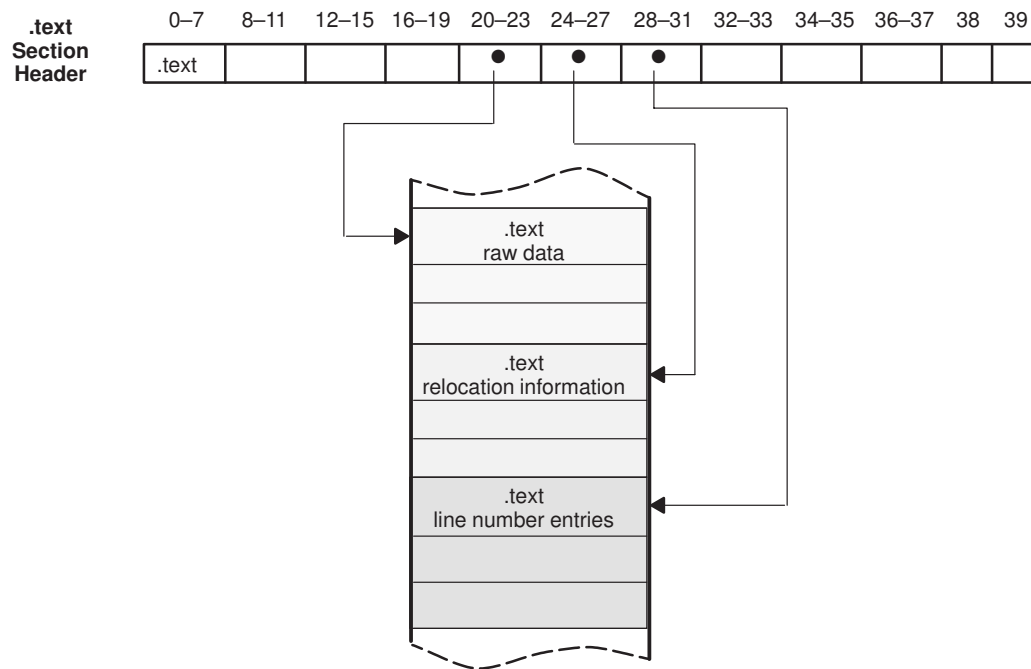 .text
Section
Header
0–7 8–11 12–15 16–19 20–23 24–27 28–31 32–33 34–35 36–37 38 39
.text
.text
raw data
.text
relocation information
.text
line number entries